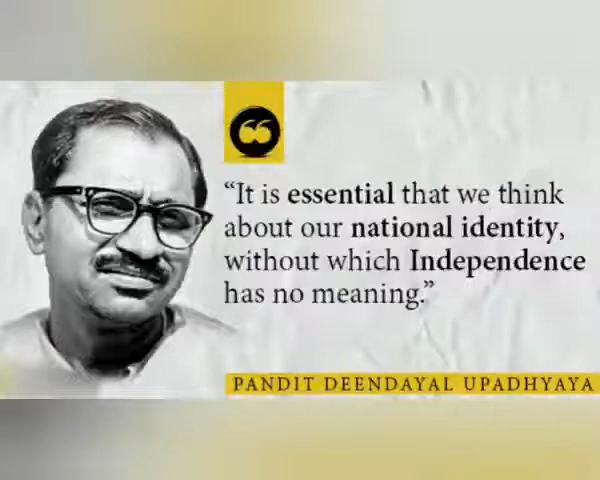 “It is essential that we think
about our national identity,
without which Independence
has no meaning.”
PANDIT DEENDAYAL UPADHYAYA